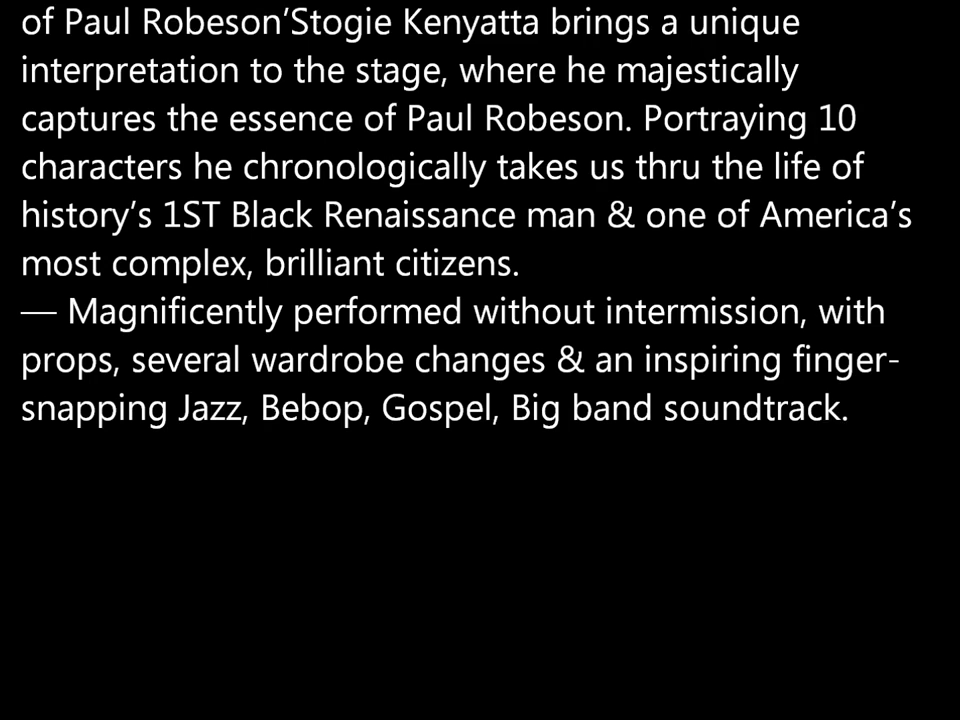 of Paul Robeson’Stogie Kenyatta brings a unique
interpretation to the stage, where he majestically
captures the essence of Paul Robeson. Portraying 10
characters he chronologically takes us thru the life of
history’s 1ST Black Renaissance man & one of America’s
most complex, brilliant citizens.
— Magnificently performed without intermission, with
props, several wardrobe changes & an inspiring finger-
snapping Jazz, Bebop, Gospel, Big band soundtrack.